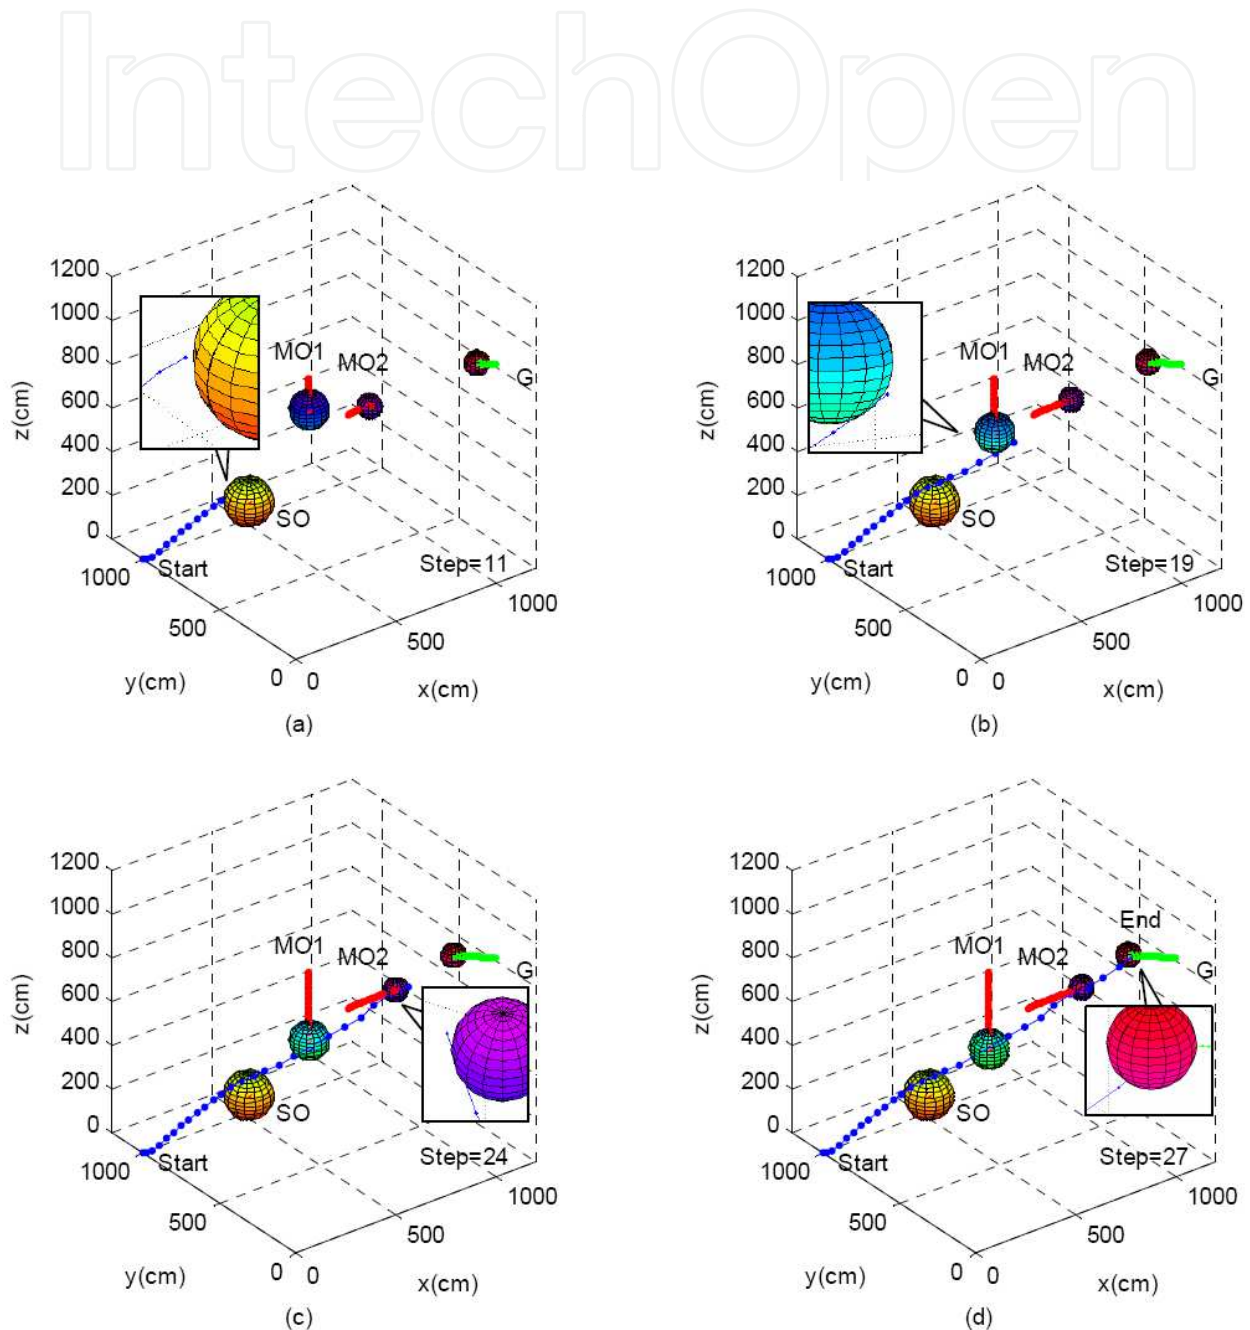 IntechOpen
1200
1000
800
600
400
200
0
z(cm)
MO1
MO2
G
SO
Start
Step=11
1000
500
0
0
500
1000
y(cm)
x(cm)
(a)
1200
1000
800
600
400
200
0
z(cm)
MO1
MO2
G
SO
Start
Step=19
1000
500
0
0
500
1000
y(cm)
x(cm)
(b)
1200
1000
800
600
400
200
0
z(cm)
MO1
MO2
G
SO
Start
Step=24
1000
500
0
0
500
1000
y(cm)
x(cm)
(c)
1200
1000
800
600
400
200
0
z(cm)
End
MO1
MO2
G
SO
Start
Step=27
1000
500
0
0
500
1000
y(cm)
x(cm)
(d)